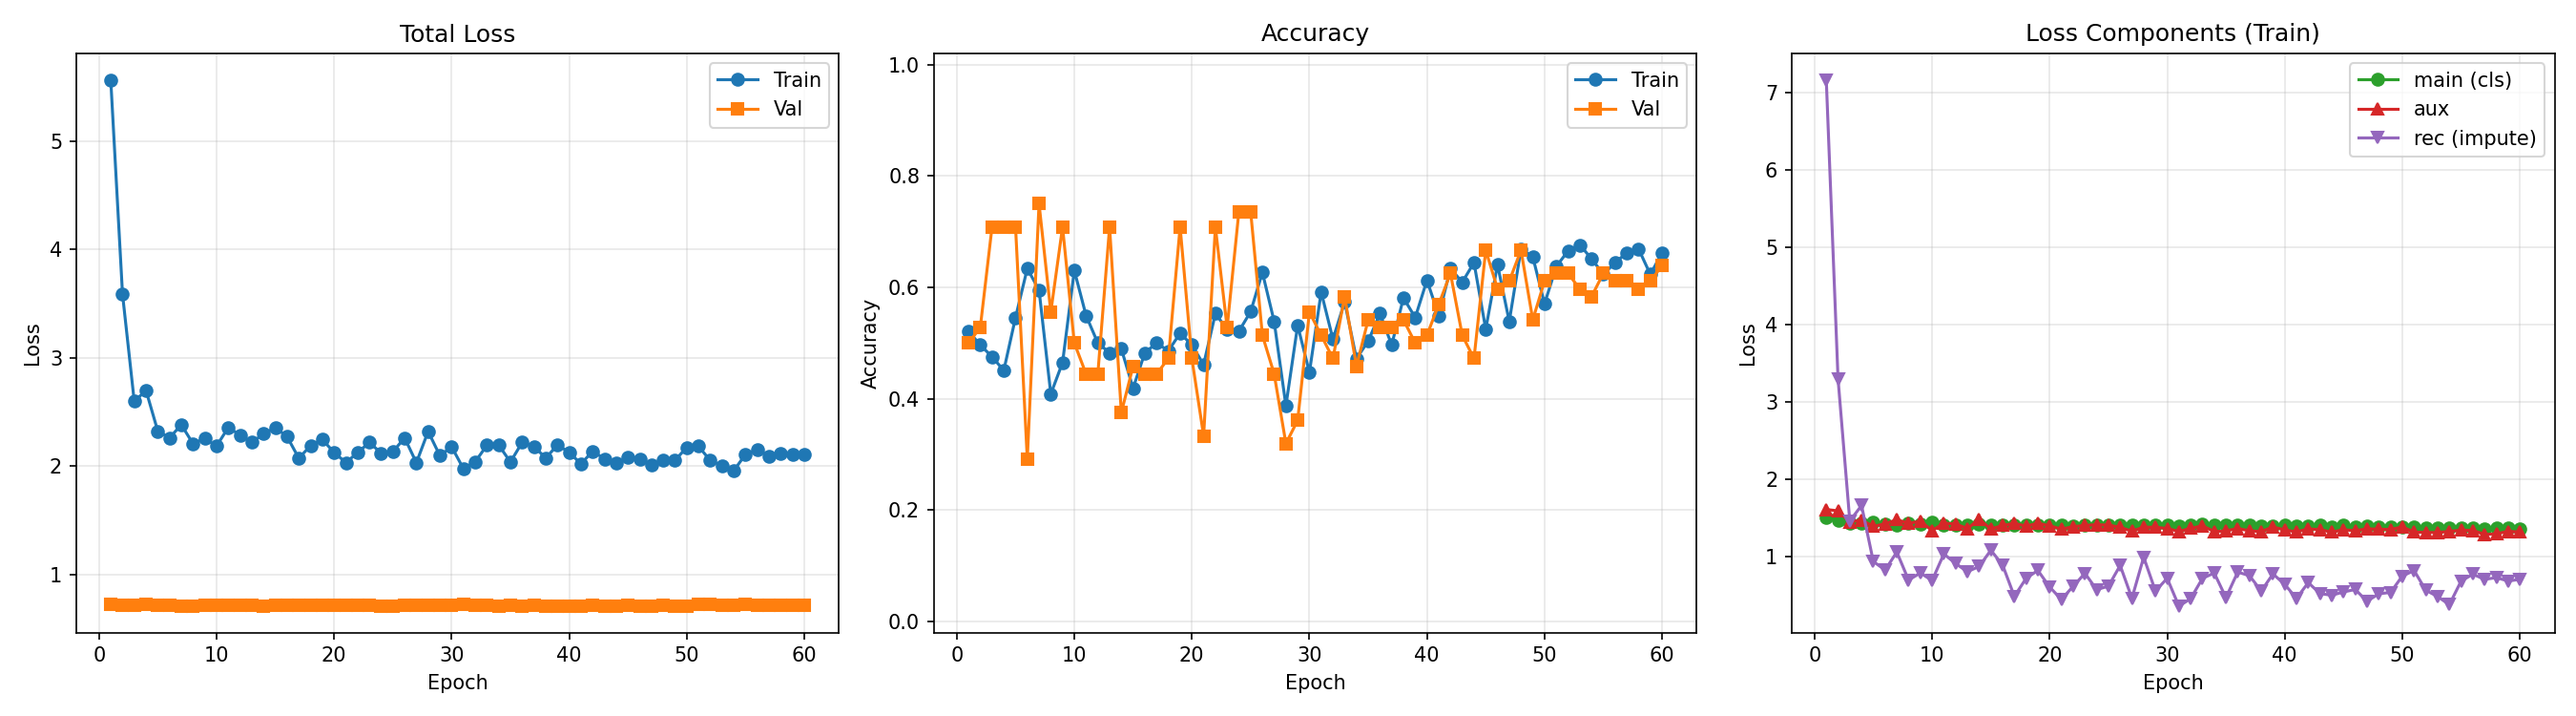 Total Loss
Loss
5
4
3
2
1
0 10 20 30 40 50 60
Epoch
Train
Val
Accuracy
Accuracy
1.0
0.8
0.6
0.4
0.2
0.0
0 10 20 30 40 50 60
Epoch
Train
Val
Loss Components (Train)
Loss
7
6
5
4
3
2
1
0 10 20 30 40 50 60
Epoch
main (cls)
aux
rec (impute)